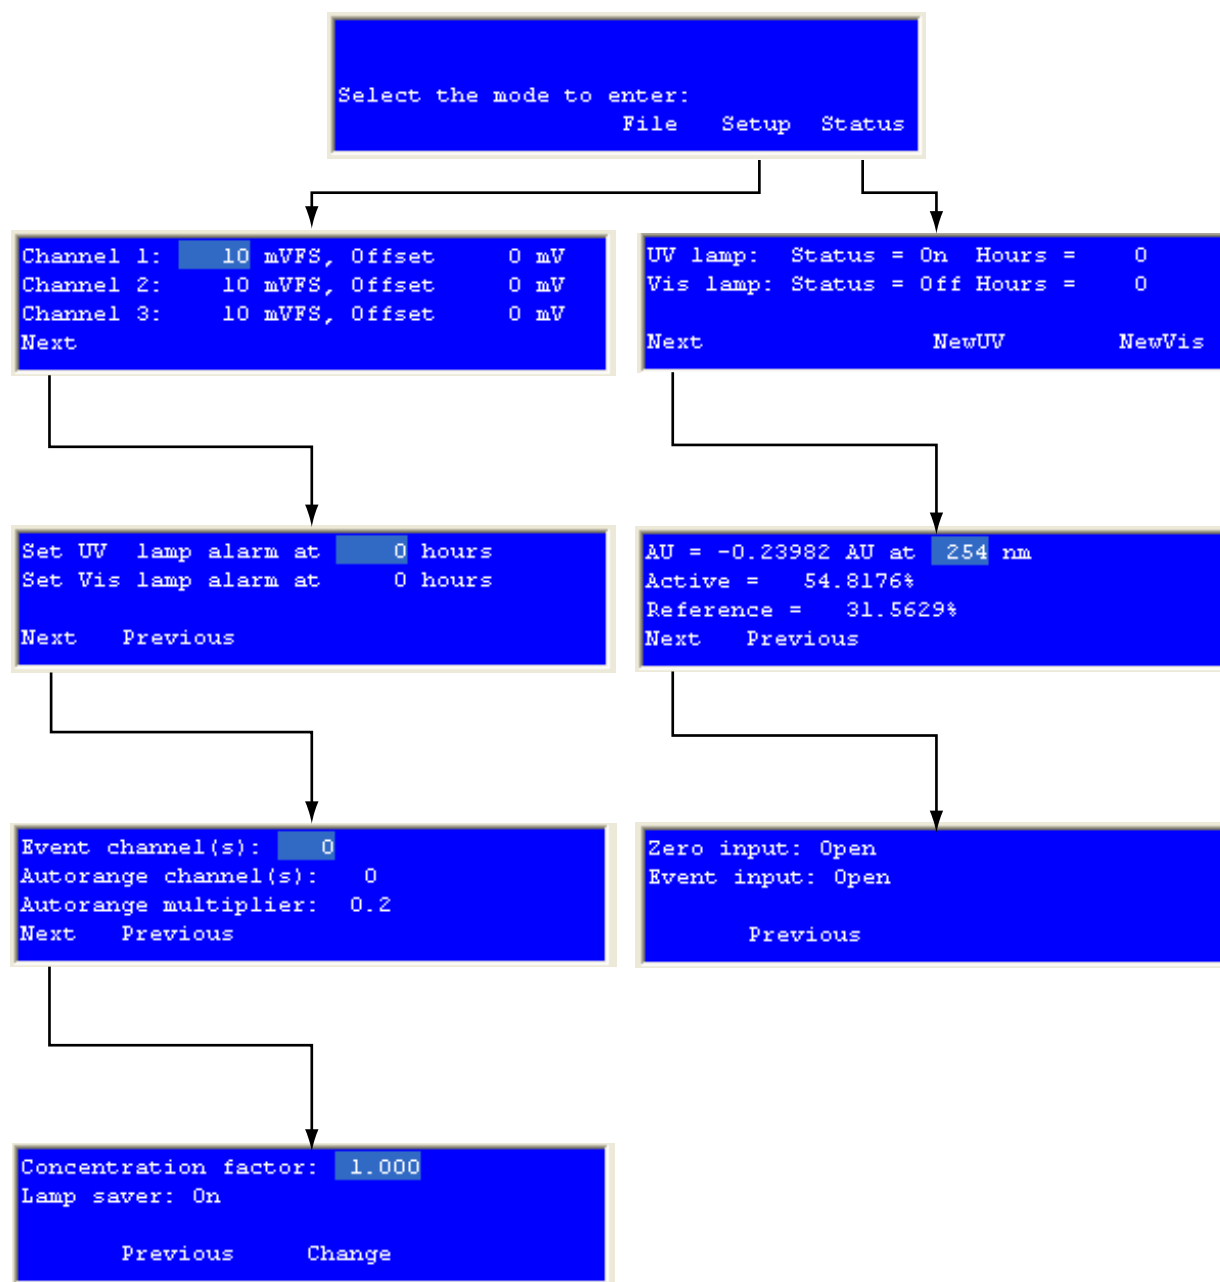 Select the mode to enter:
File Setup Status
Channel 1: 10 mVFS, Offset 0 mV
Channel 2: 10 mVFS, Offset 0 mV
Channel 3: 10 mVFS, Offset 0 mV
Next
Set UV lamp alarm at 0 hours
Set Vis lamp alarm at 0 hours
Next Previous
Event channel(s): 0
Autorange channel(s): 0
Autorange multiplier: 0.2
Next Previous
Concentration factor: 1.000
Lamp saver: On
Previous Change
UV lamp: Status = On Hours = 0
Vis lamp: Status = Off Hours = 0
Next NewUV NewVis
AU = -0.23982 AU at 254 nm
Active = 54.8176%
Reference = 31.5629%
Next Previous
Zero input: Open
Event input: Open
Previous